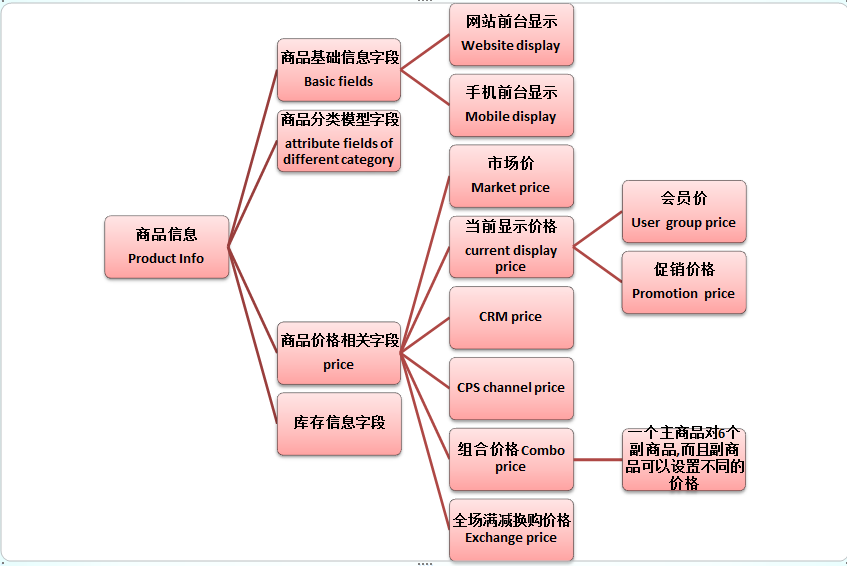 商品信息
Product Info
商品基础信息字段
Basic fields
网站前台显示
Website display
手机前台显示
Mobile display
商品分类模型字段
attribute fields of
different category
商品价格相关字段
price
市场价
Market price
当前显示价格
current display
price
会员价
User group price
促销价格
Promotion price
CRM price
CPS channel price
组合价格 Combo
price
一个主商品对6个
副商品,而且副商
品可以设置不同的
价格
全场满减换购价格
Exchange price
库存信息字段